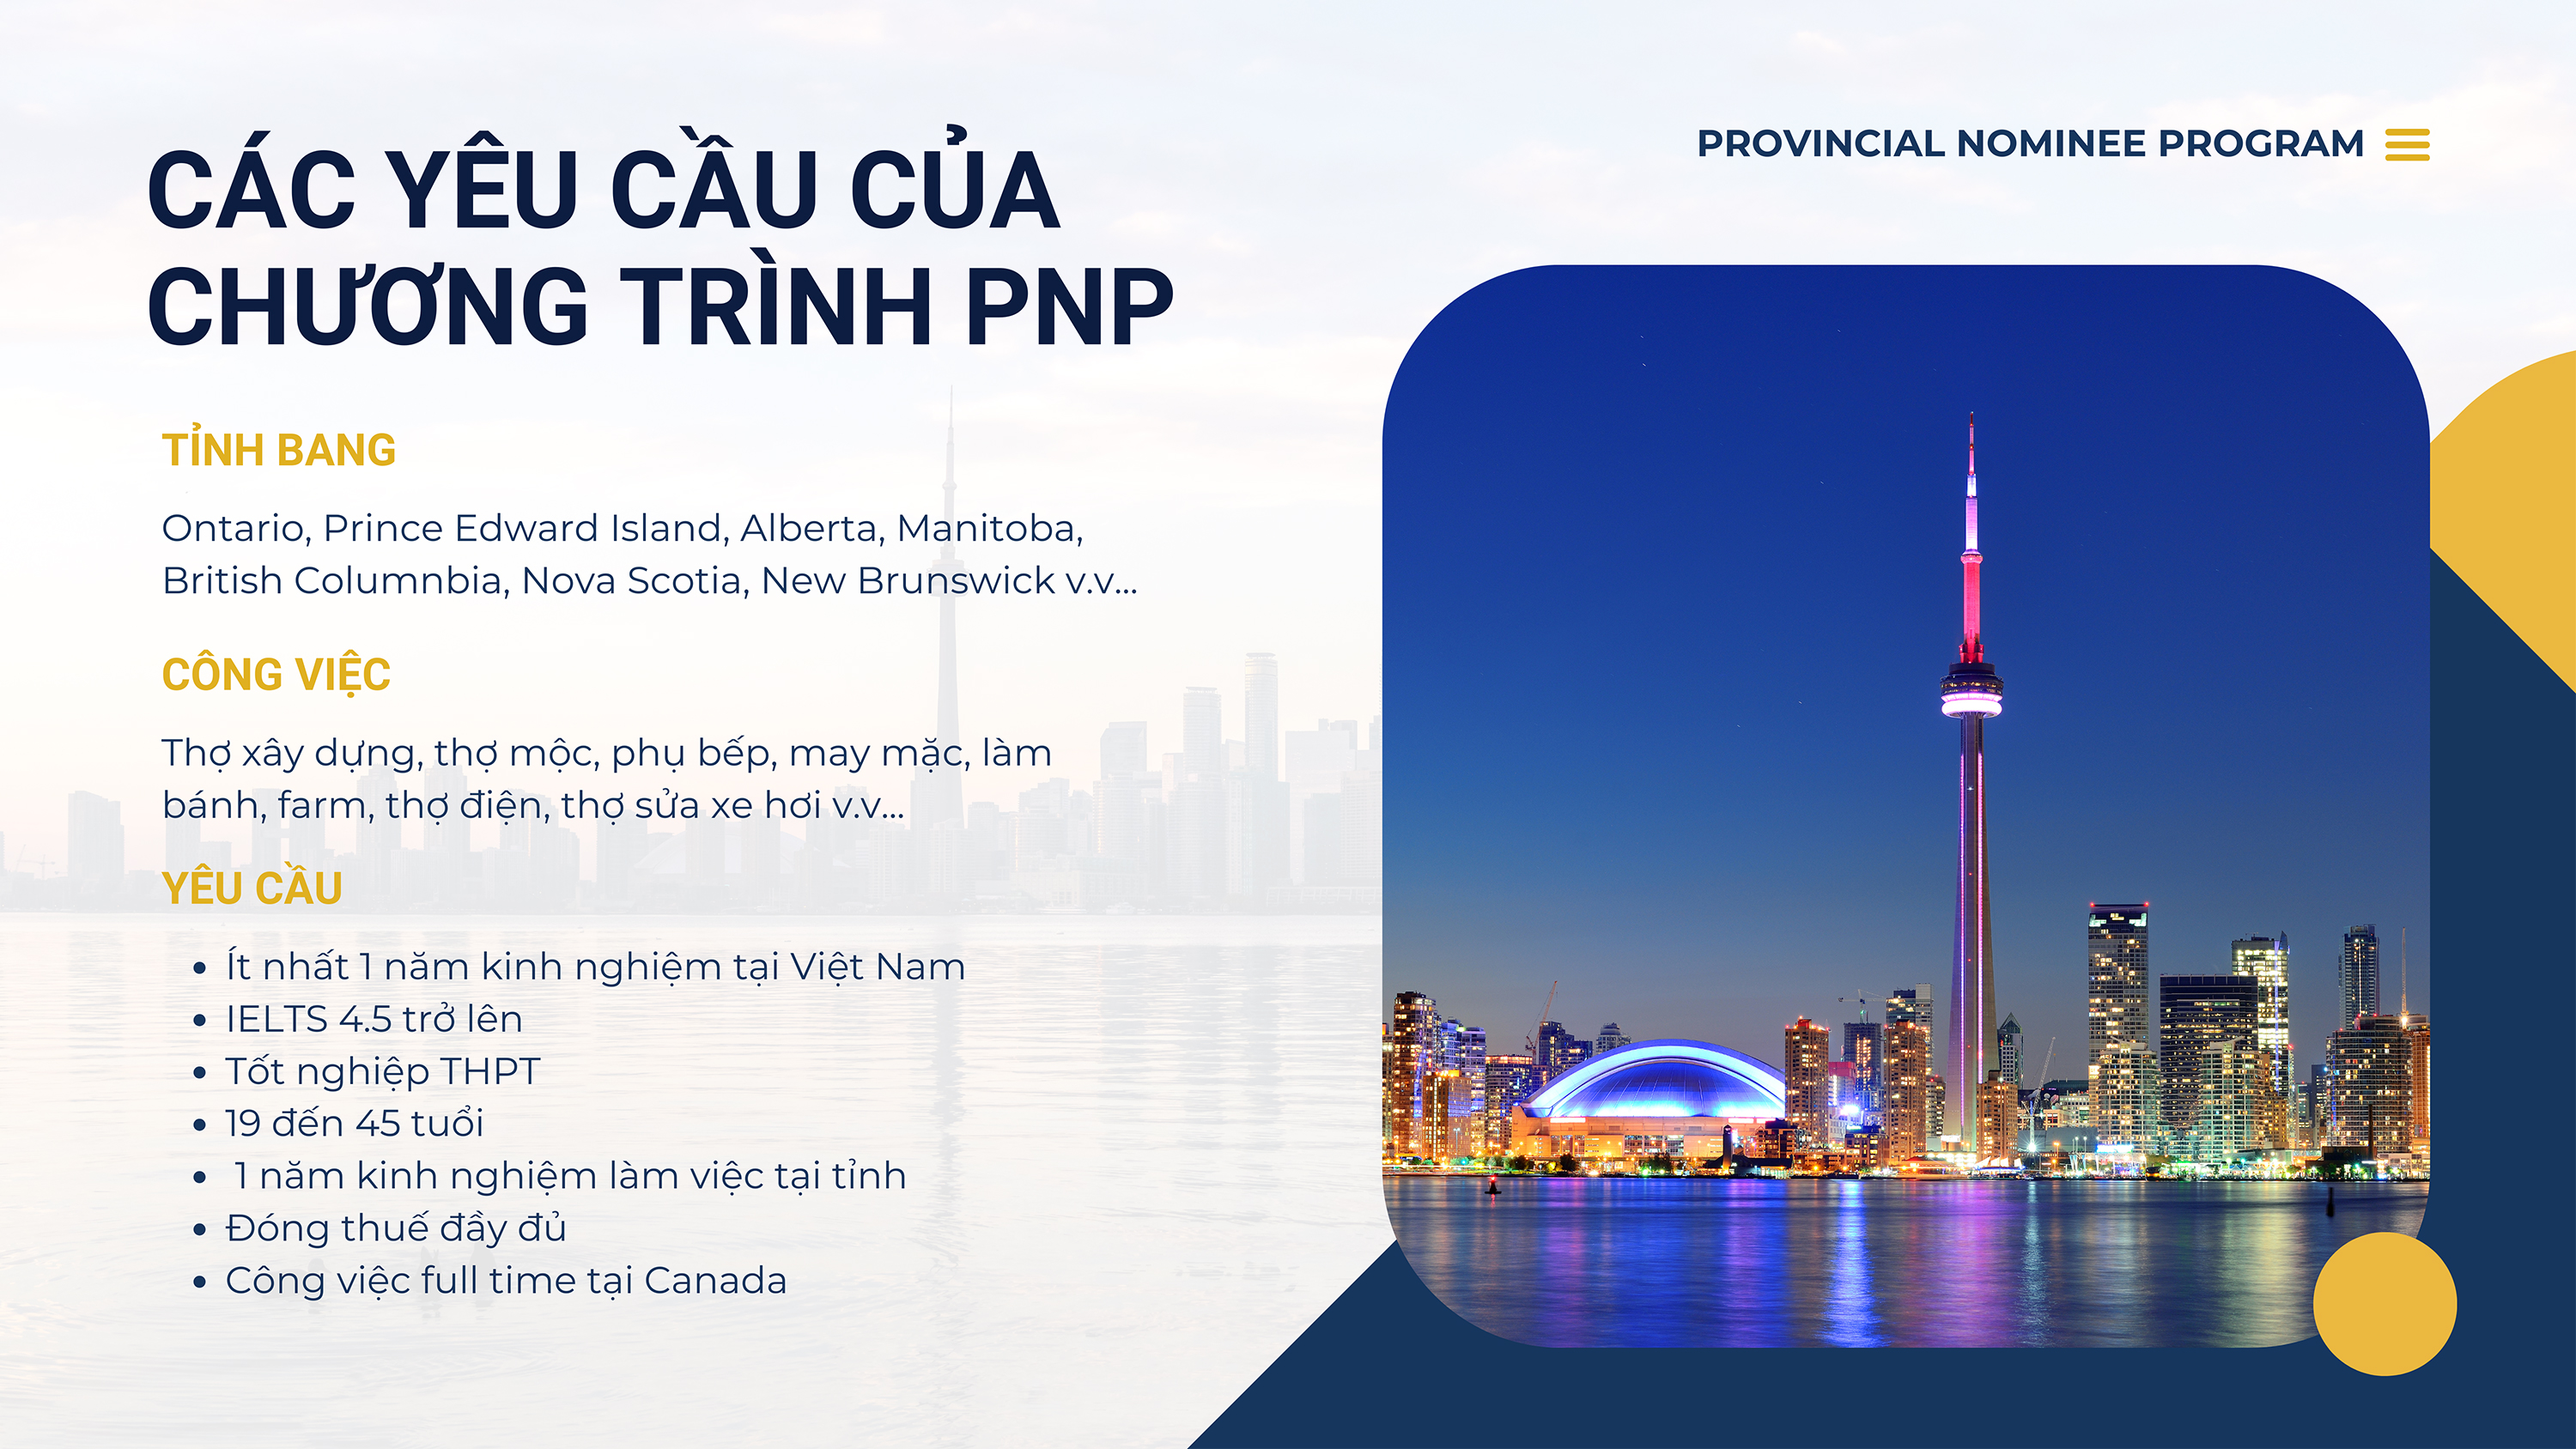 PROVINCIAL NOMINEE PROGRAM
CÁC YÊU CẦU CỦA
CHƯƠNG TRÌNH PNP
TỈNH BANG
Ontario, Prince Edward Island, Alberta, Manitoba,
British Columnbia, Nova Scotia, New Brunswick v.v...
CÔNG VIỆC
Thợ xây dựng, thợ mộc, phụ bếp, may mặc, làm
bánh, farm, thợ điện, thợ sửa xe hơi v.v...
YÊU CẦU
• Ít nhất 1 năm kinh nghiệm tại Việt Nam
• IELTS 4.5 trở lên
• Tốt nghiệp THPT
• 19 đến 45 tuổi
• 1 năm kinh nghiệm làm việc tại tỉnh
• Đóng thuế đầy đủ
• Công việc full time tại Canada